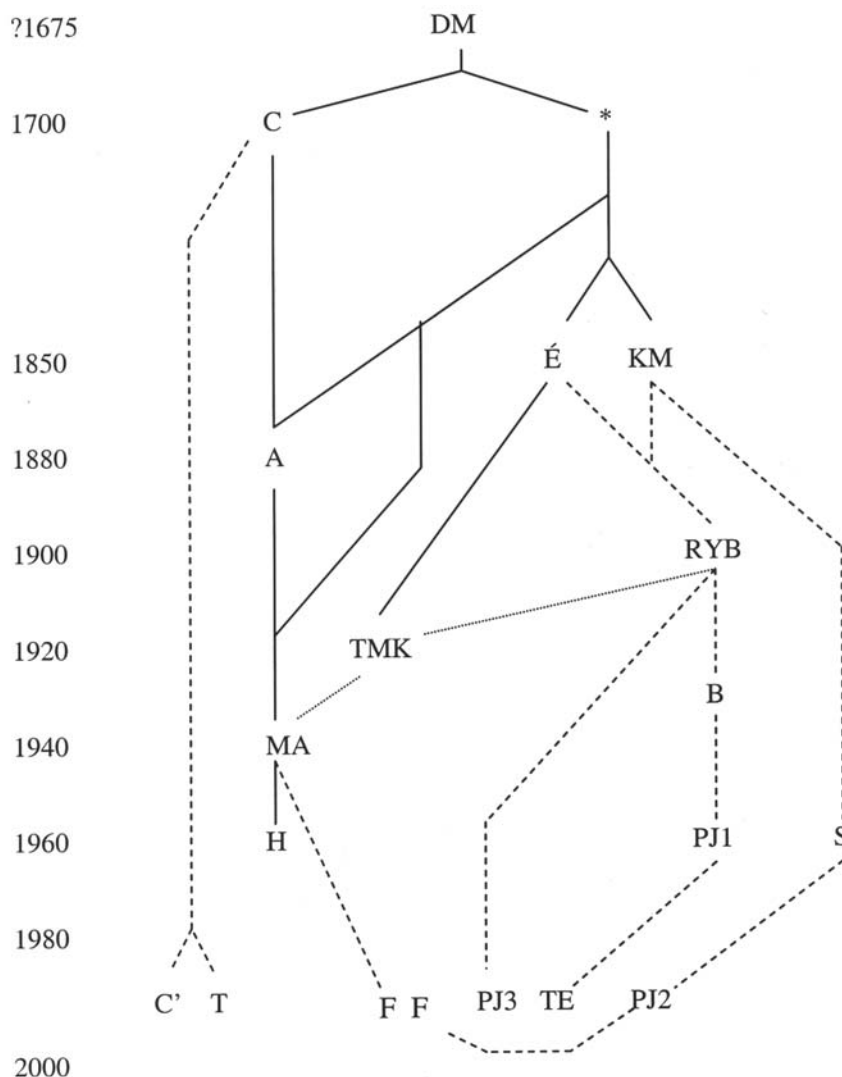 ?1675 DM
1700 C *
1850 É KM
1880 A
1900 RYB
1920 TMK
B
1940 MA
1960 H PJ1 S
1980
C' T F F PJ3 TE PJ2
2000